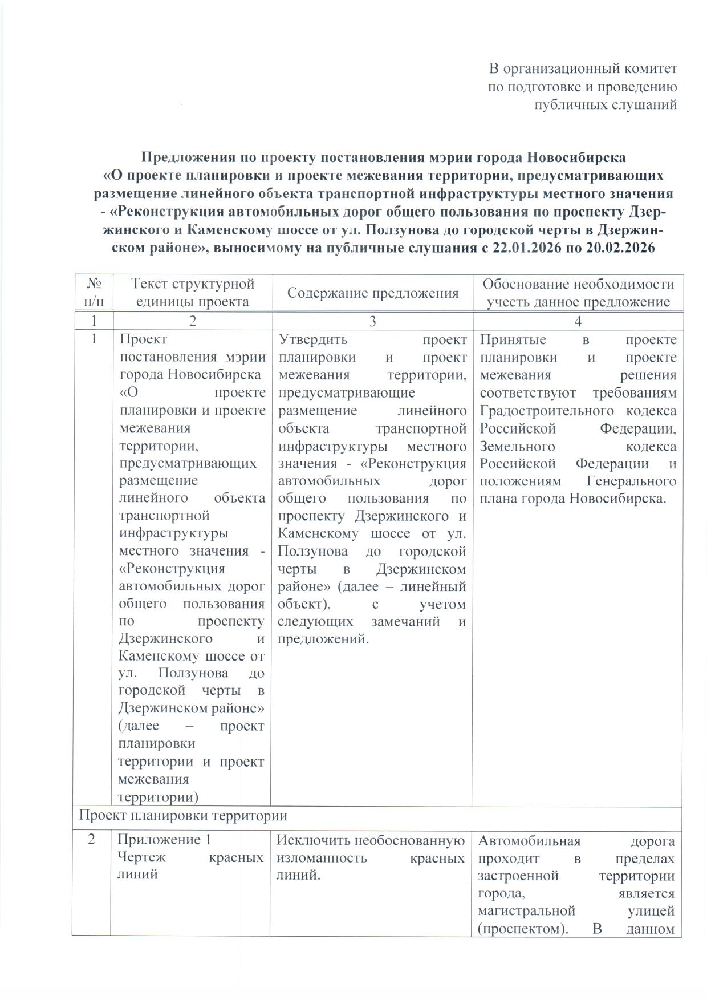 В организационный комитет
по подготовке и проведению
публичных слушаний
Предложения по проекту постановления мэрии города Новосибирска
«О проекте планировки и проекте межевания территории, предусматривающих
размещение линейного объекта транспортной инфраструктуры местного значения
- «Реконструкция автомобильных дорог общего пользования по проспекту Дзер-
жинского и Каменскому шоссе от ул. Ползунова до городской черты в Дзержин-
ском районе», выносимому на публичные слушания с 22.01.2026 по 20.02.2026
№
п/п
Текст структурной
единицы проекта
Содержание предложения
Обоснование необходимости
учесть данное предложение
1
2
3
4
1
Проект
постановления мэрии
города Новосибирска
«О проекте
планировки и проекте
межевания
территории,
предусматривающих
размещение
линейного объекта
транспортной
инфраструктуры
местного значения -
«Реконструкция
автомобильных дорог
общего пользования
по проспекту
Дзержинского и
Каменскому шоссе от
ул. Ползунова до
городской черты в
Дзержинском районе»
(далее – проект
планировки
территории и проект
межевания
территории)
Утвердить проект
планировки и проект
межевания территории,
предусматривающие
размещение линейного
объекта транспортной
инфраструктуры местного
значения - «Реконструкция
автомобильных дорог
общего пользования по
проспекту Дзержинского и
Каменскому шоссе от ул.
Ползунова до городской
черты в Дзержинском
районе» (далее – линейный
объект), с учетом
следующих замечаний и
предложений.
Принятые в проекте
планировки и проекте
межевания решения
соответствуют требованиям
Градостроительного кодекса
Российской Федерации,
Земельного кодекса
Российской Федерации и
положениям Генерального
плана города Новосибирска.
Проект планировки территории
2
Приложение 1
Чертеж красных
линий
Исключить необоснованную
изломанность красных
линий.
Автомобильная дорога
проходит в пределах
застроенной территории
города, является
магистральной улицей
(проспектом). В данном